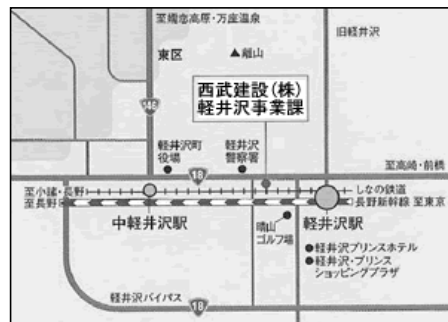 至嬬恋高原・万座温泉
旧軽井沢
東区
▲離山
146
西武建設(株)
軽井沢事業課
軽井沢町
役場
軽井沢
警察署
18
至高崎・前橋
至小諸・長野
しなの鉄道
至長野
長野新幹線 至東京
中軽井沢駅
晴山
ゴルフ場
軽井沢駅
●軽井沢プリンスホテル
●軽井沢・プリンス
ショッピングプラザ
軽井沢バイパス
18